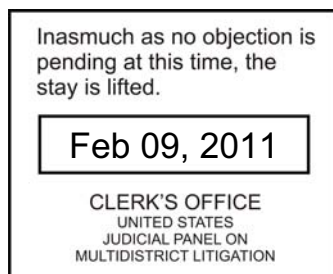 Inasmuch as no objection is
pending at this time, the
stay is lifted.
Feb 09, 2011
CLERK'S OFFICE
UNITED STATES
JUDICIAL PANEL ON
MULTIDISTRICT LITIGATION